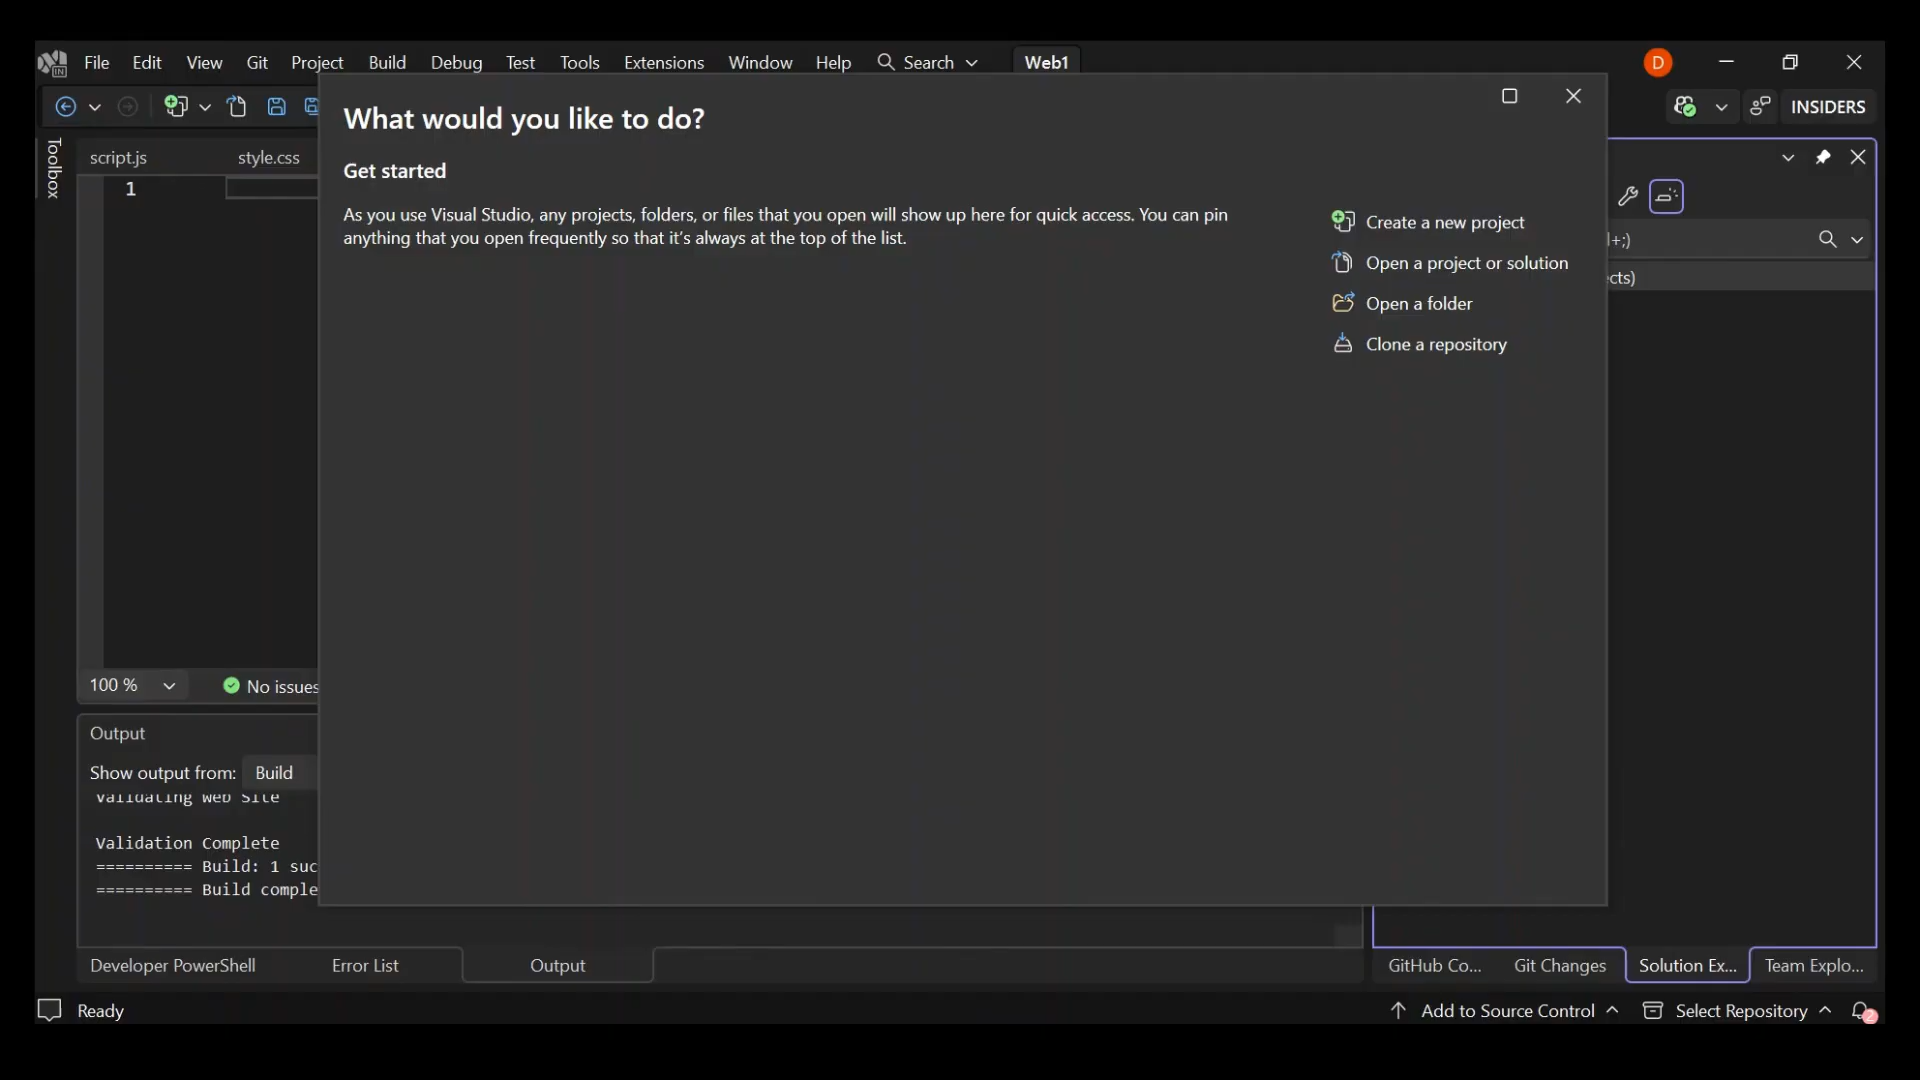 File Edit View Git Project Build Debug Test Tools Extensions Window Help Search Web1 D
INSIDERS
What would you like to do?
Toolbox
script.js style.css
Get started
1
As you use Visual Studio, any projects, folders, or files that you open will show up here for quick access. You can pin
anything that you open frequently so that it's always at the top of the list.
Create a new project
Open a project or solution
Open a folder
Clone a repository
+;)
cts)
100 % No issues
Output
Show output from: Build
Validating Web Site
Validation Complete
========== Build: 1 suc
========== Build comple
Developer PowerShell Error List Output
GitHub Co... Git Changes Solution Ex... Team Explo...
Ready
Add to Source Control Select Repository 2